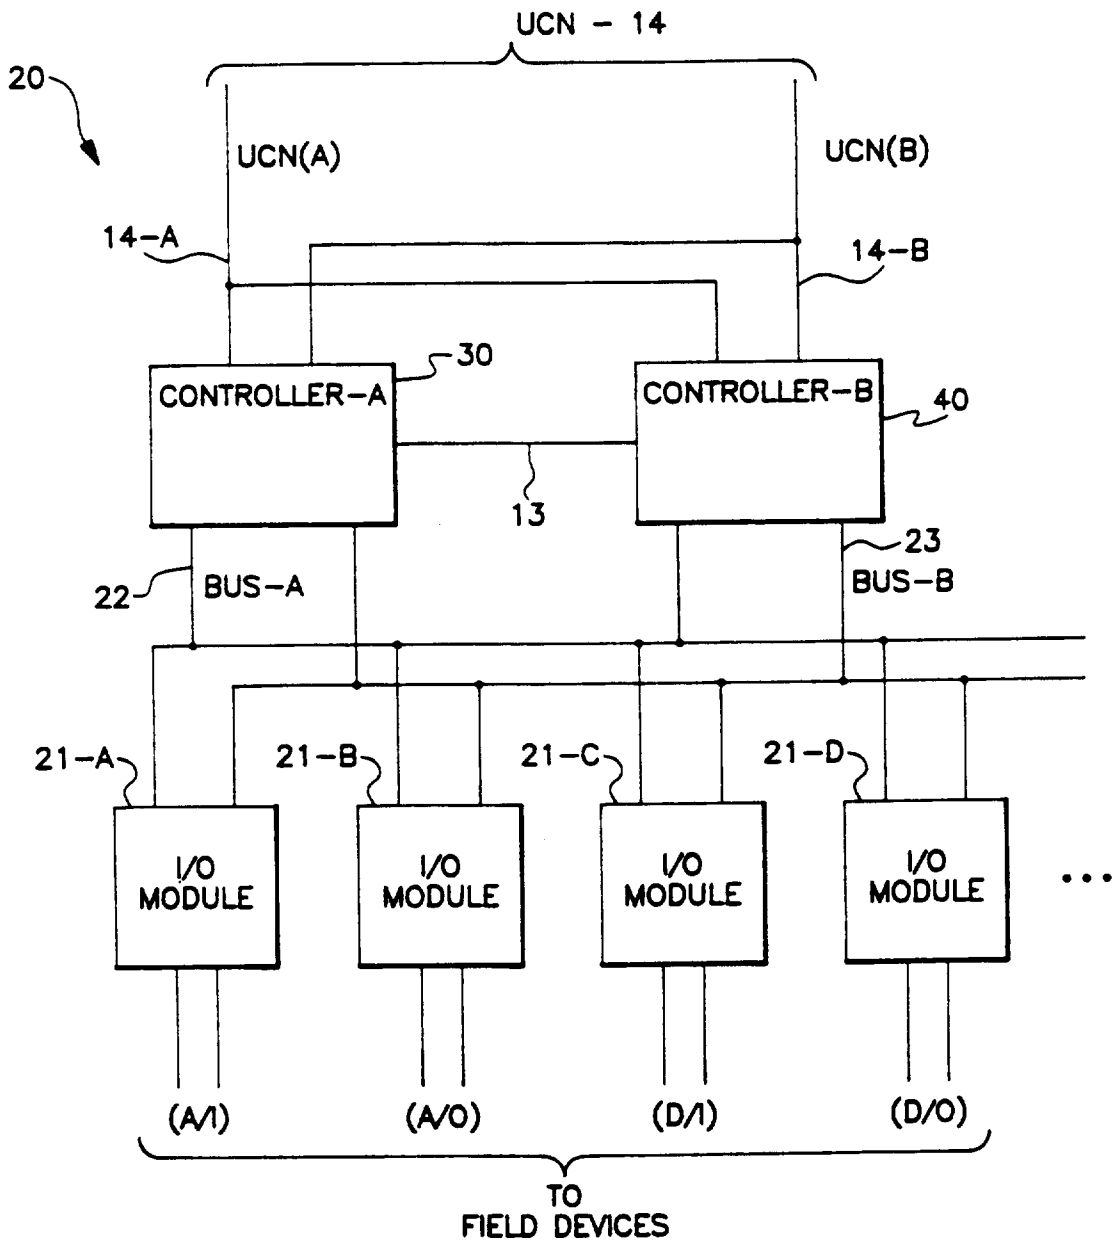 UCN - 14
20
UCN(A)
UCN(B)
14-A
14-B
30
CONTROLLER-A
CONTROLLER-B
40
13
23
22
BUS-A
BUS-B
21-A
21-B
21-C
21-D
I/O
MODULE
I/O
MODULE
I/O
MODULE
I/O
MODULE
...
(A/I)
(A/O)
(D/I)
(D/O)
TO
FIELD DEVICES